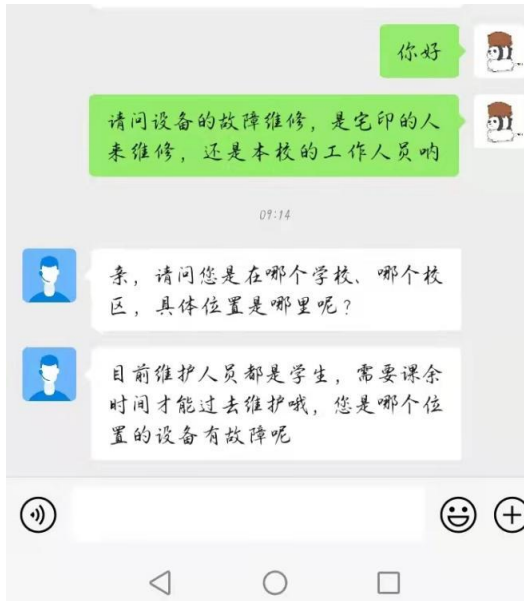 你好
请问设备的故障维修，是宅印的人
来维修，还是本校的工作人员呐
09:14
亲，请问您是在哪个学校、哪个校
区，具体位置是哪里呢？
目前维护人员都是学生，需要课余
时间才能过去维护哦，您是哪个位
置的设备有故障呢